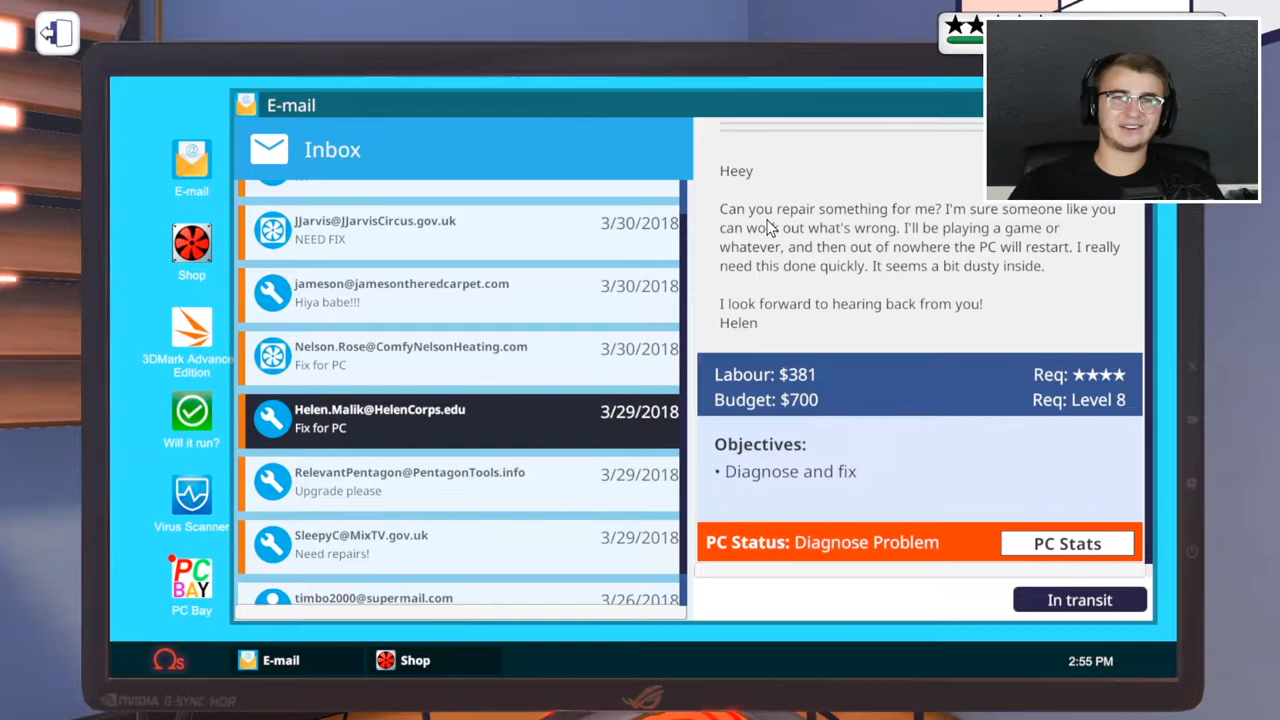 E-mail
Inbox
E-mail
Shop
3DMark Advance
Edition
Will it run?
Virus Scanner
PC
BAY
PC Bay
JJarvis@JJarvisCircus.gov.uk
NEED FIX
3/30/2018
jameson@jamesontheredcarpet.com
Hiya babe!!!
3/30/2018
Nelson.Rose@ComfyNelsonHeating.com
Fix for PC
3/30/2018
Helen.Malik@HelenCorps.edu
Fix for PC
3/29/2018
RelevantPentagon@PentagonTools.info
Upgrade please
3/29/2018
SleepyC@MixTV.gov.uk
Need repairs!
3/29/2018
timbo2000@supermail.com
3/26/2018
Heey
Can you repair something for me? I'm sure someone like you
can work out what's wrong. I'll be playing a game or
whatever, and then out of nowhere the PC will restart. I really
need this done quickly. It seems a bit dusty inside.
I look forward to hearing back from you!
Helen
Labour: $381
Req: ★★★★
Budget: $700
Req: Level 8
Objectives:
• Diagnose and fix
PC Status: Diagnose Problem
PC Stats
In transit
E-mail
Shop
2:55 PM
NVIDIA G-SYNC HDR